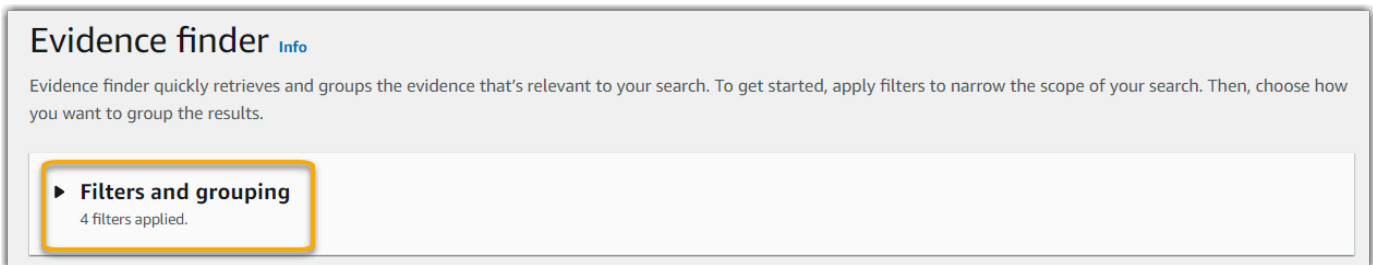 Evidence finder Info
Evidence finder quickly retrieves and groups the evidence that’s relevant to your search. To get started, apply filters to narrow the scope of your search. Then, choose how
you want to group the results.
Filters and grouping
4 filters applied.